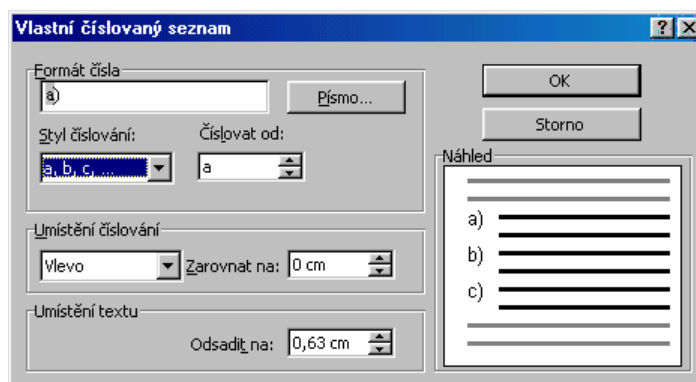 Vlastní číslovaný seznam
Formát čísla
a)
Písmo...
Styl číslování:
Číslovat od:
a, b, c, ...
a
Umístění číslování
Vlevo
Zarovnat na:
0 cm
Umístění textu
Odsadit na:
0,63 cm
OK
Storno
Náhled
a)
b)
c)